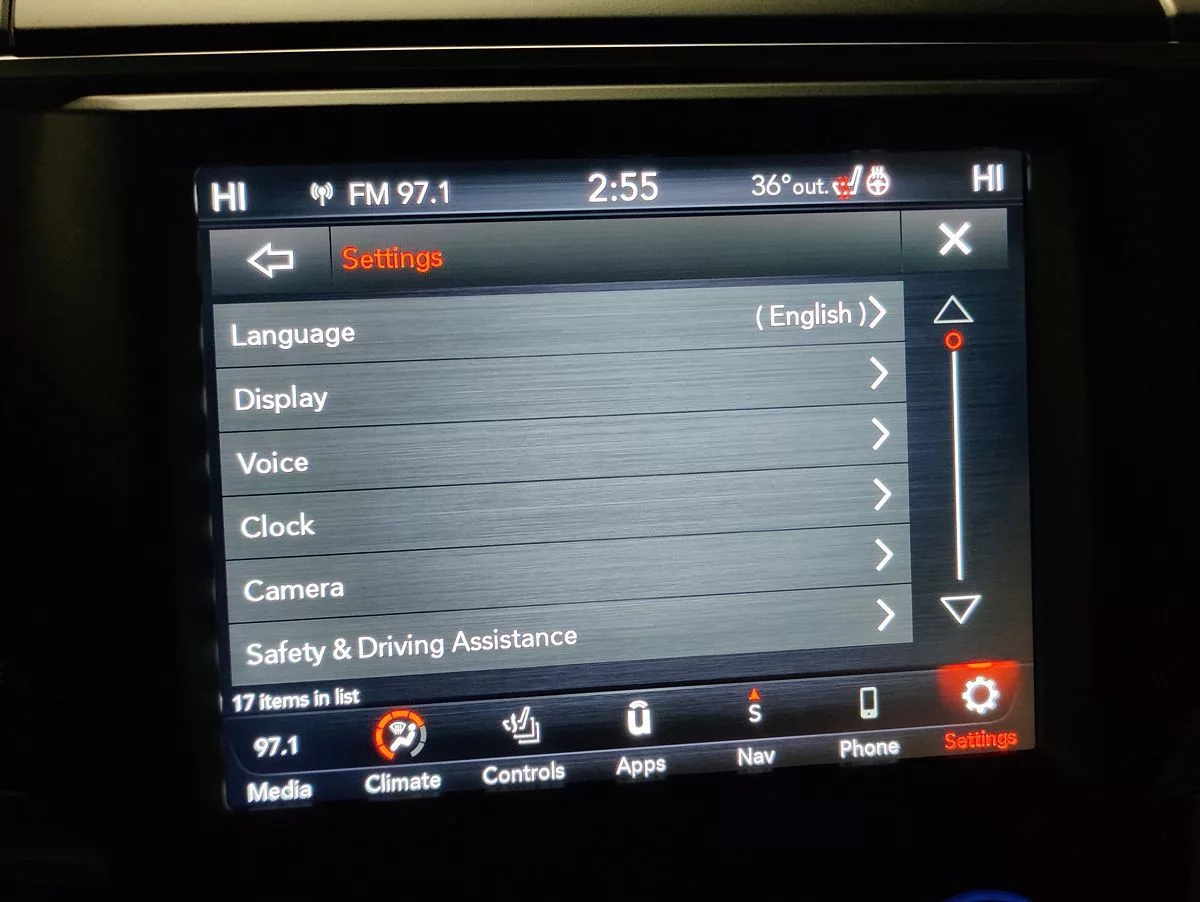 HI FM 97.1 2:55 36° out. HI
Settings
Language ( English )
Display
Voice
Clock
Camera
Safety & Driving Assistance
17 items in list
97.1 S
Media Climate Controls Apps Nav Phone Settings